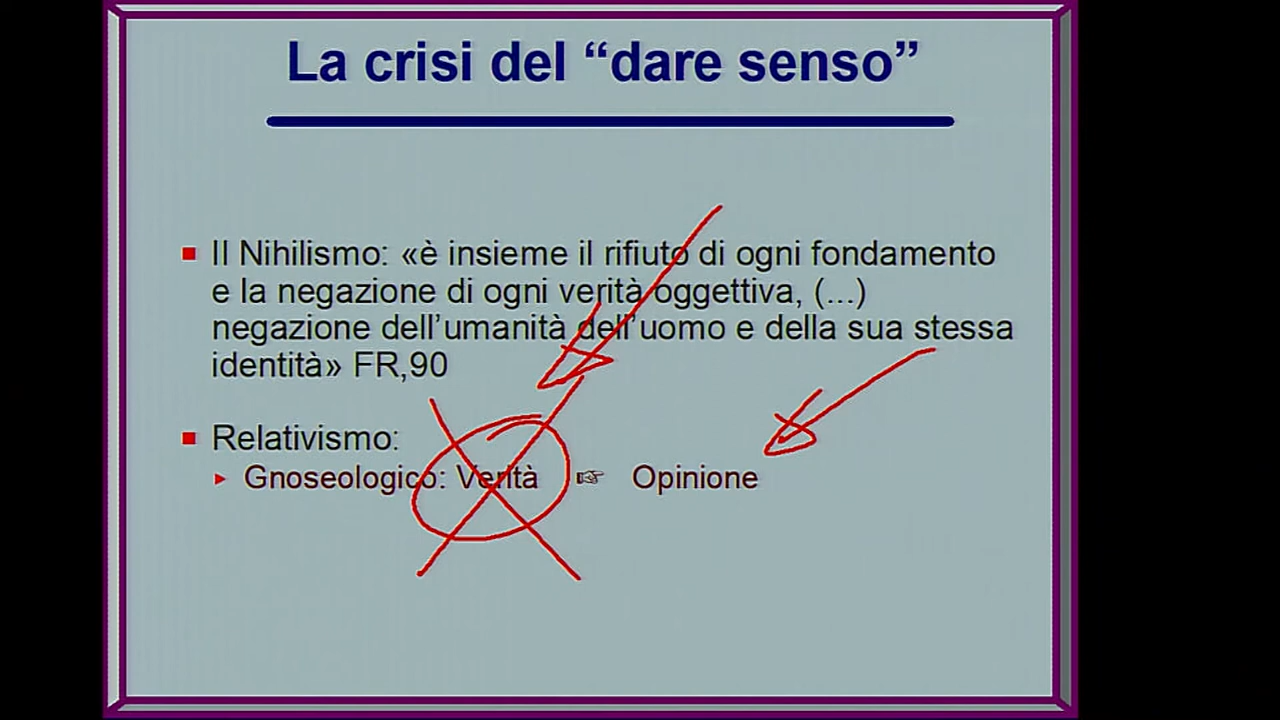 La crisi del “dare senso”
Il Nihilismo: «è insieme il rifiuto di ogni fondamento
e la negazione di ogni verità oggettiva, (...)
negazione dell’umanità dell’uomo e della sua stessa
identità» FR,90
Relativismo:
Gnoseologico: Verità ☞ Opinione